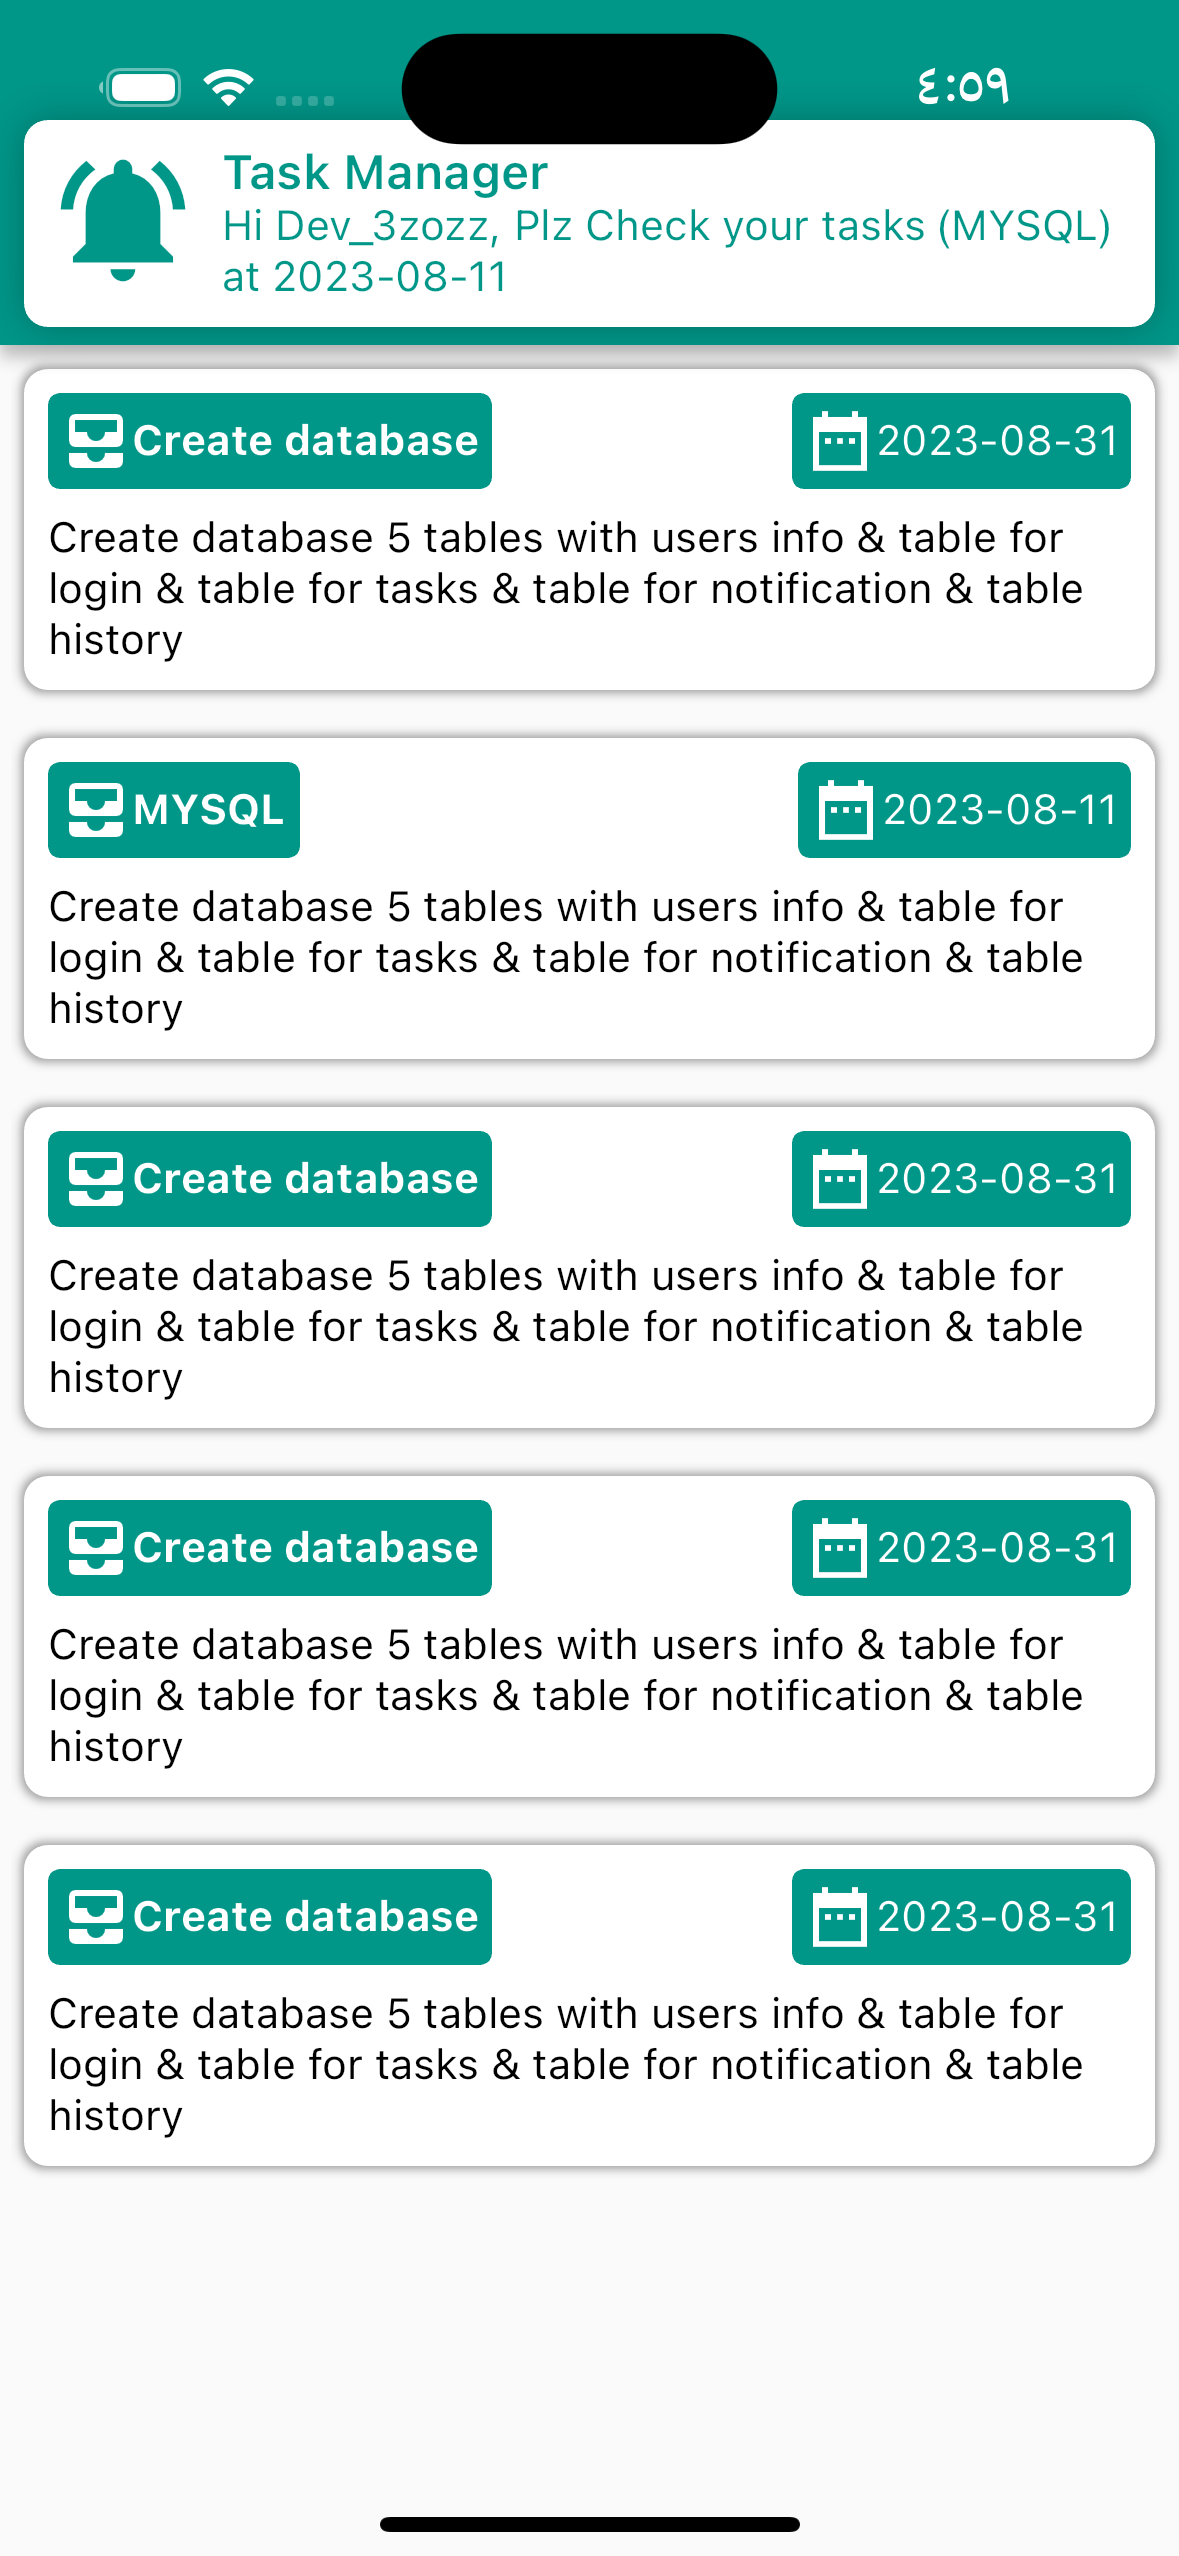 ٤:٥٩
Task Manager
Hi Dev_3zozz, Plz Check your tasks (MYSQL)
at 2023-08-11
Create database
2023-08-31
Create database 5 tables with users info & table for
login & table for tasks & table for notification & table
history
MYSQL
2023-08-11
Create database 5 tables with users info & table for
login & table for tasks & table for notification & table
history
Create database
2023-08-31
Create database 5 tables with users info & table for
login & table for tasks & table for notification & table
history
Create database
2023-08-31
Create database 5 tables with users info & table for
login & table for tasks & table for notification & table
history
Create database
2023-08-31
Create database 5 tables with users info & table for
login & table for tasks & table for notification & table
history